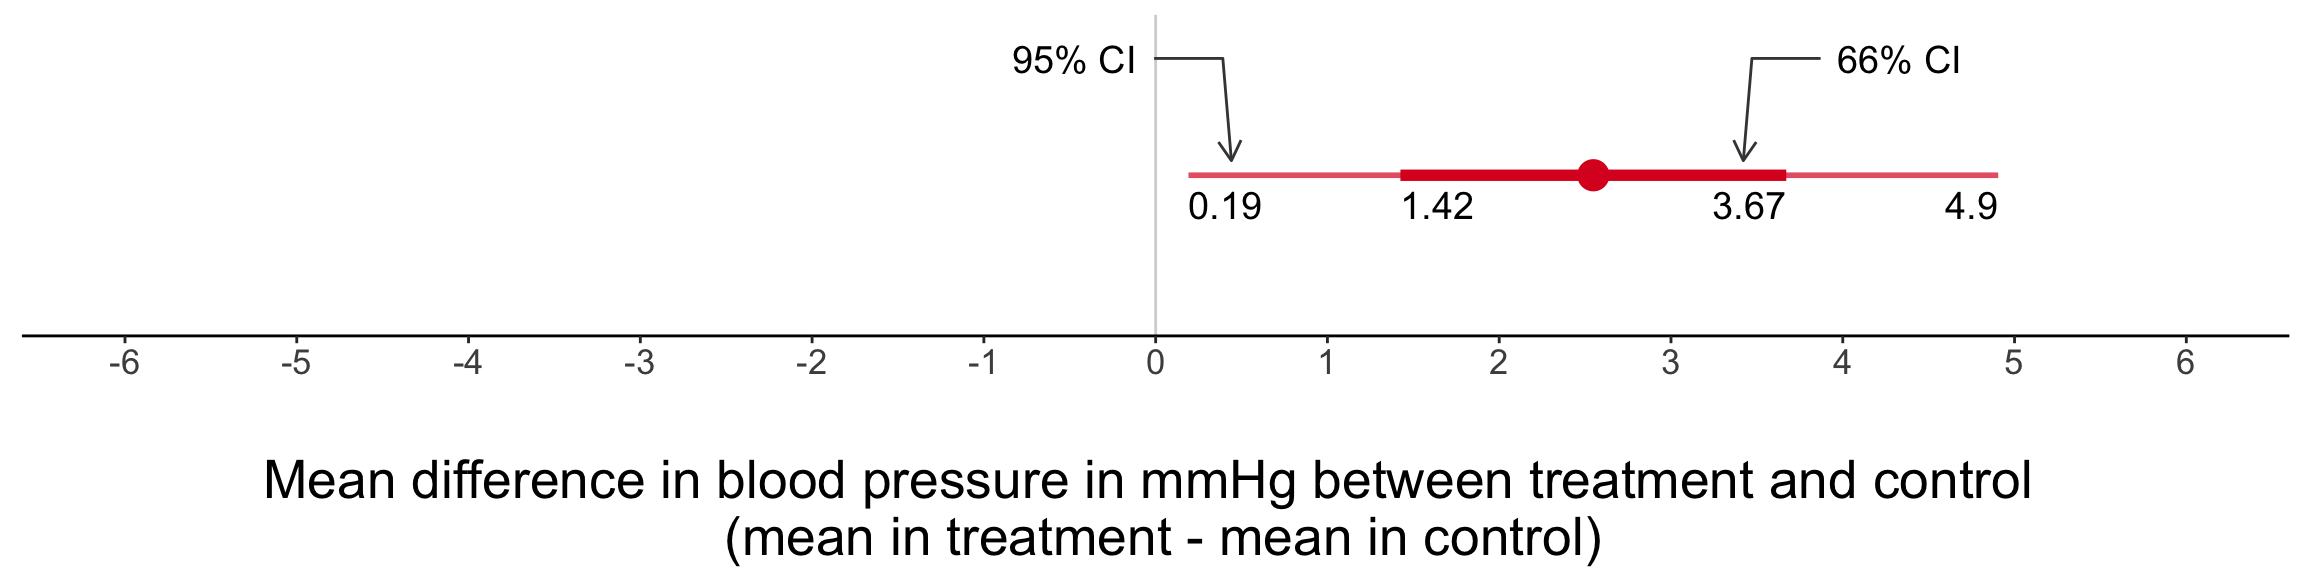 95% CI 66% CI
0.19 1.42 3.67 4.9
-6 -5 -4 -3 -2 -1 0 1 2 3 4 5 6
Mean difference in blood pressure in mmHg between treatment and control
(mean in treatment - mean in control)